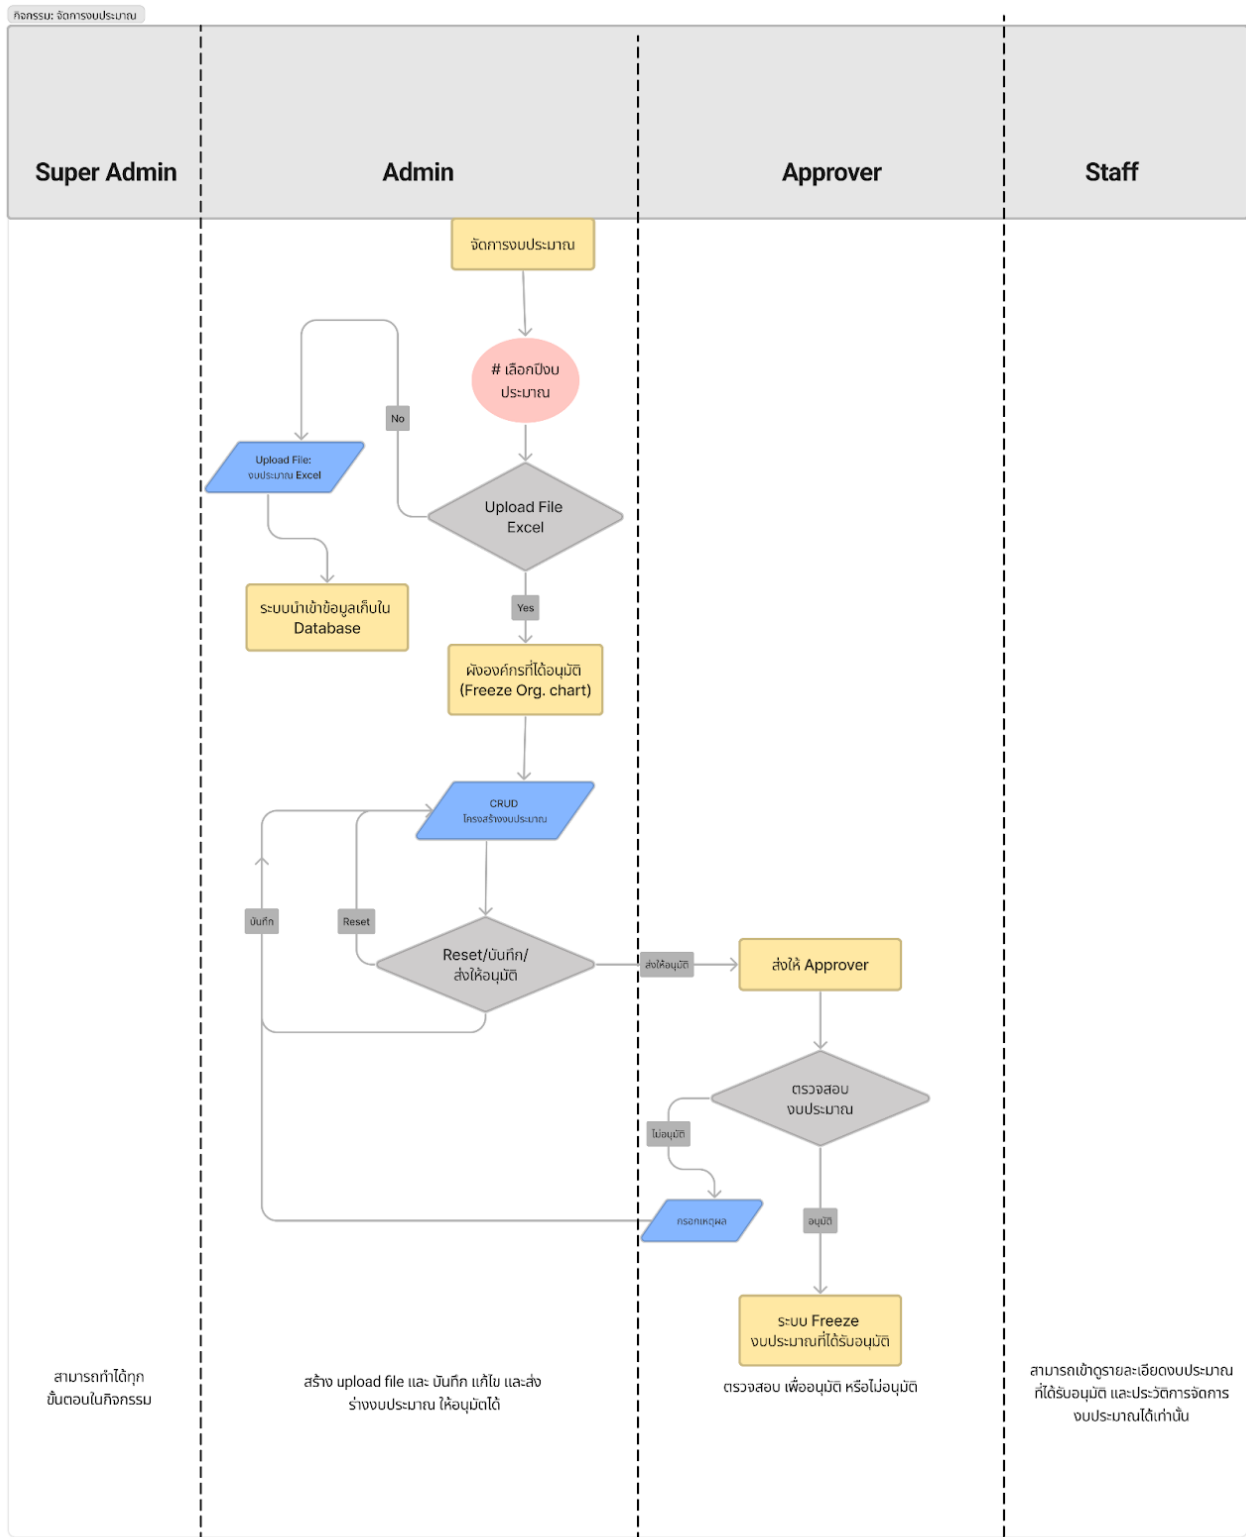 กิจกรรม: จัดการงบประมาณ
Super Admin
Admin
Approver
Staff
จัดการงบประมาณ
# เลือกปีงบ
ประมาณ
No
Upload File:
งบประมาณ Excel
Upload File
Excel
ระบบนำเข้าข้อมูลเก็บใน
Database
Yes
ผังองค์กรที่ได้อนุมัติ
(Freeze Org. chart)
CRUD
โครงสร้างงบประมาณ
บันทึก
Reset
Reset/บันทึก/
ส่งให้อนุมัติ
ส่งให้อนุมัติ
ส่งให้ Approver
ตรวจสอบ
งบประมาณ
ไม่อนุมัติ
กรอกเหตุผล
อนุมัติ
ระบบ Freeze
งบประมาณที่ได้รับอนุมัติ
สามารถทำได้ทุก
ขั้นตอนในกิจกรรม
สร้าง upload file และ บันทึก แก้ไข และส่ง
ร่างงบประมาณ ให้อนุมัตได้
ตรวจสอบ เพื่ออนุมัติ หรือไม่อนุมัติ
สามารถเข้าดูรายละเอียดงบประมาณ
ที่ได้รับอนุมัติ และประวัติการจัดการ
งบประมาณได้เท่านั้น